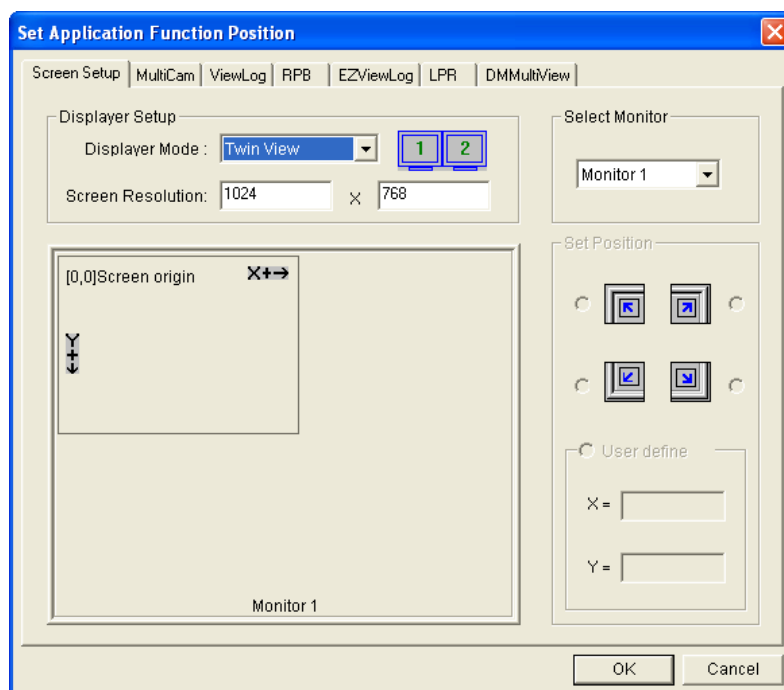 Set Application Function Position
Screen Setup MultiCam ViewLog RPB EZViewLog LPR DMMultiView
Displayer Setup
Displayer Mode : Twin View 1 2
Screen Resolution: 1024 X 768
Select Monitor
Monitor 1
[0,0]Screen origin X+→
Y+↓
Monitor 1
Set Position
User define
X =
Y =
OK Cancel